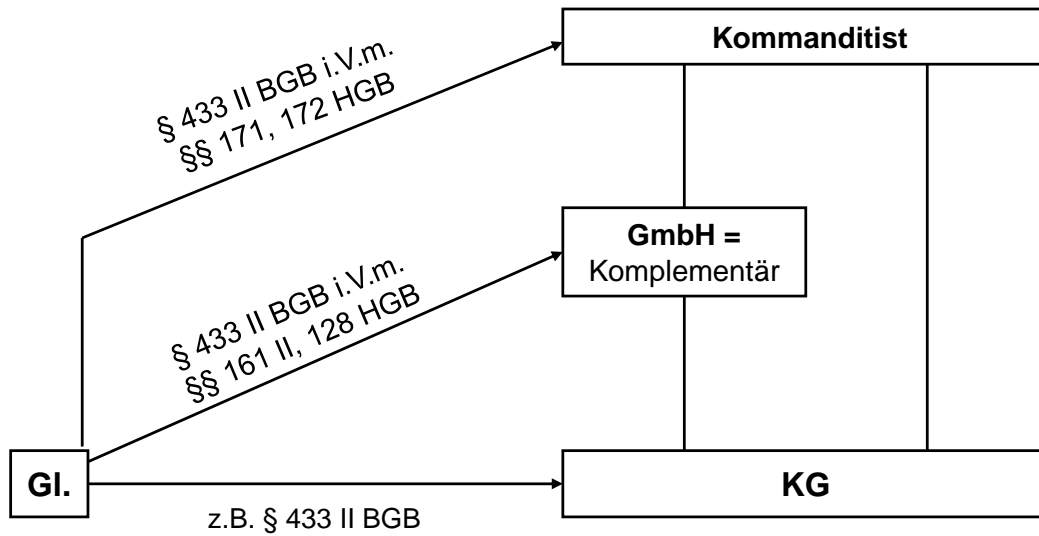 Kommanditist
§ 433 II BGB i.V.m.
§§ 171, 172 HGB
GmbH =
Komplementär
§ 433 II BGB i.V.m.
§§ 161 II, 128 HGB
Gl.
KG
z.B. § 433 II BGB